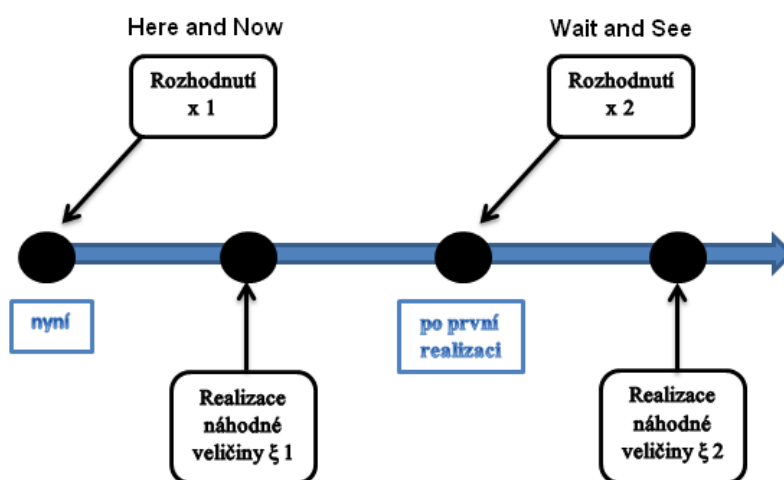 Here and Now
Wait and See
Rozhodnutí
x 1
Rozhodnutí
x 2
nyní
po první
realizaci
Realizace
náhodné
veličiny ξ 1
Realizace
náhodné
veličiny ξ 2